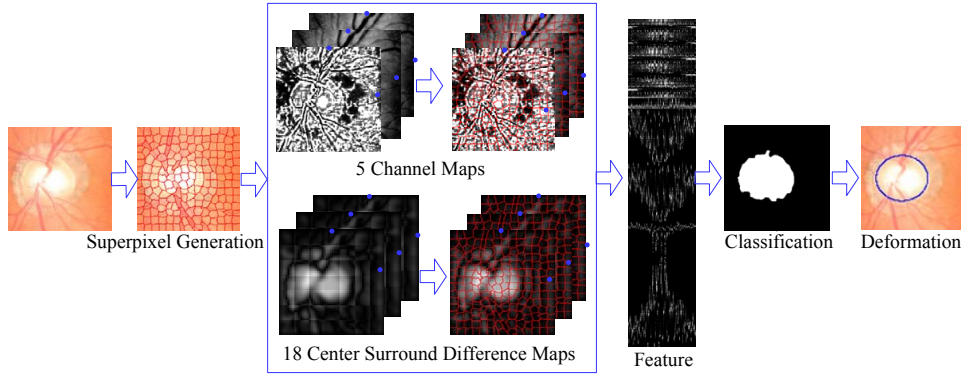 5 Channel Maps
Superpixel Generation
18 Center Surround Difference Maps
Feature
Classification
Deformation